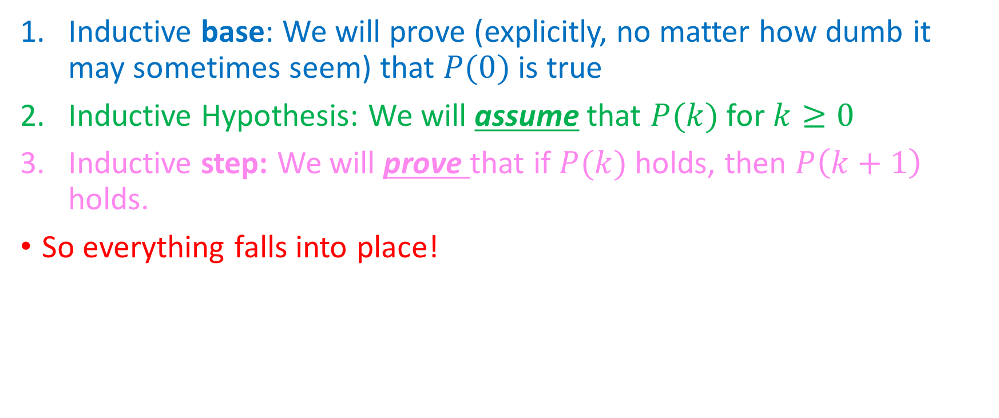 1. Inductive base: We will prove (explicitly, no matter how dumb it
may sometimes seem) that P(0) is true
2. Inductive Hypothesis: We will assume that P(k) for k ≥ 0
3. Inductive step: We will prove that if P(k) holds, then P(k + 1)
holds.
• So everything falls into place!